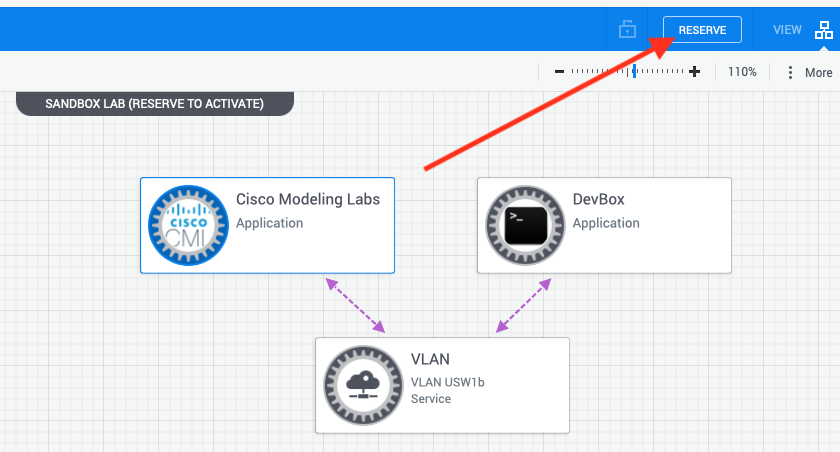 RESERVE
VIEW
110%
More
SANDBOX LAB (RESERVE TO ACTIVATE)
Cisco Modeling Labs
Application
CISCO
CML
DevBox
Application
>_
VLAN
VLAN USW1b
Service